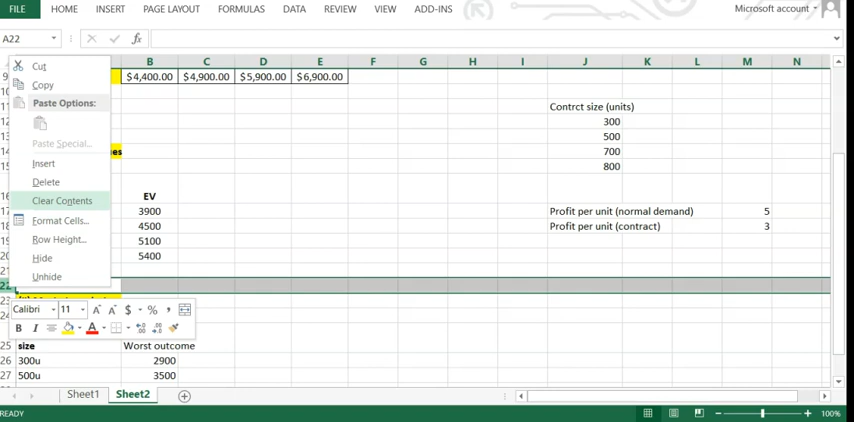 FILE HOME INSERT PAGE LAYOUT FORMULAS DATA REVIEW VIEW ADD-INS Microsoft account
A22 fx
B C D E F G H I J K L M N
9 $4,400.00 $4,900.00 $5,900.00 $6,900.00
Cut
Copy
Paste Options:
Paste Special...
Insert
Delete
Clear Contents
Format Cells...
Row Height...
Hide
Unhide
Contrct size (units)
300
500
700
800
EV
3900
4500
5100
5400
Profit per unit (normal demand) 5
Profit per unit (contract) 3
22
23
Calibri 11 A A $ % ,
24
B I A
25 size Worst outcome
26 300u 2900
27 500u 3500
Sheet1 Sheet2
READY 100%